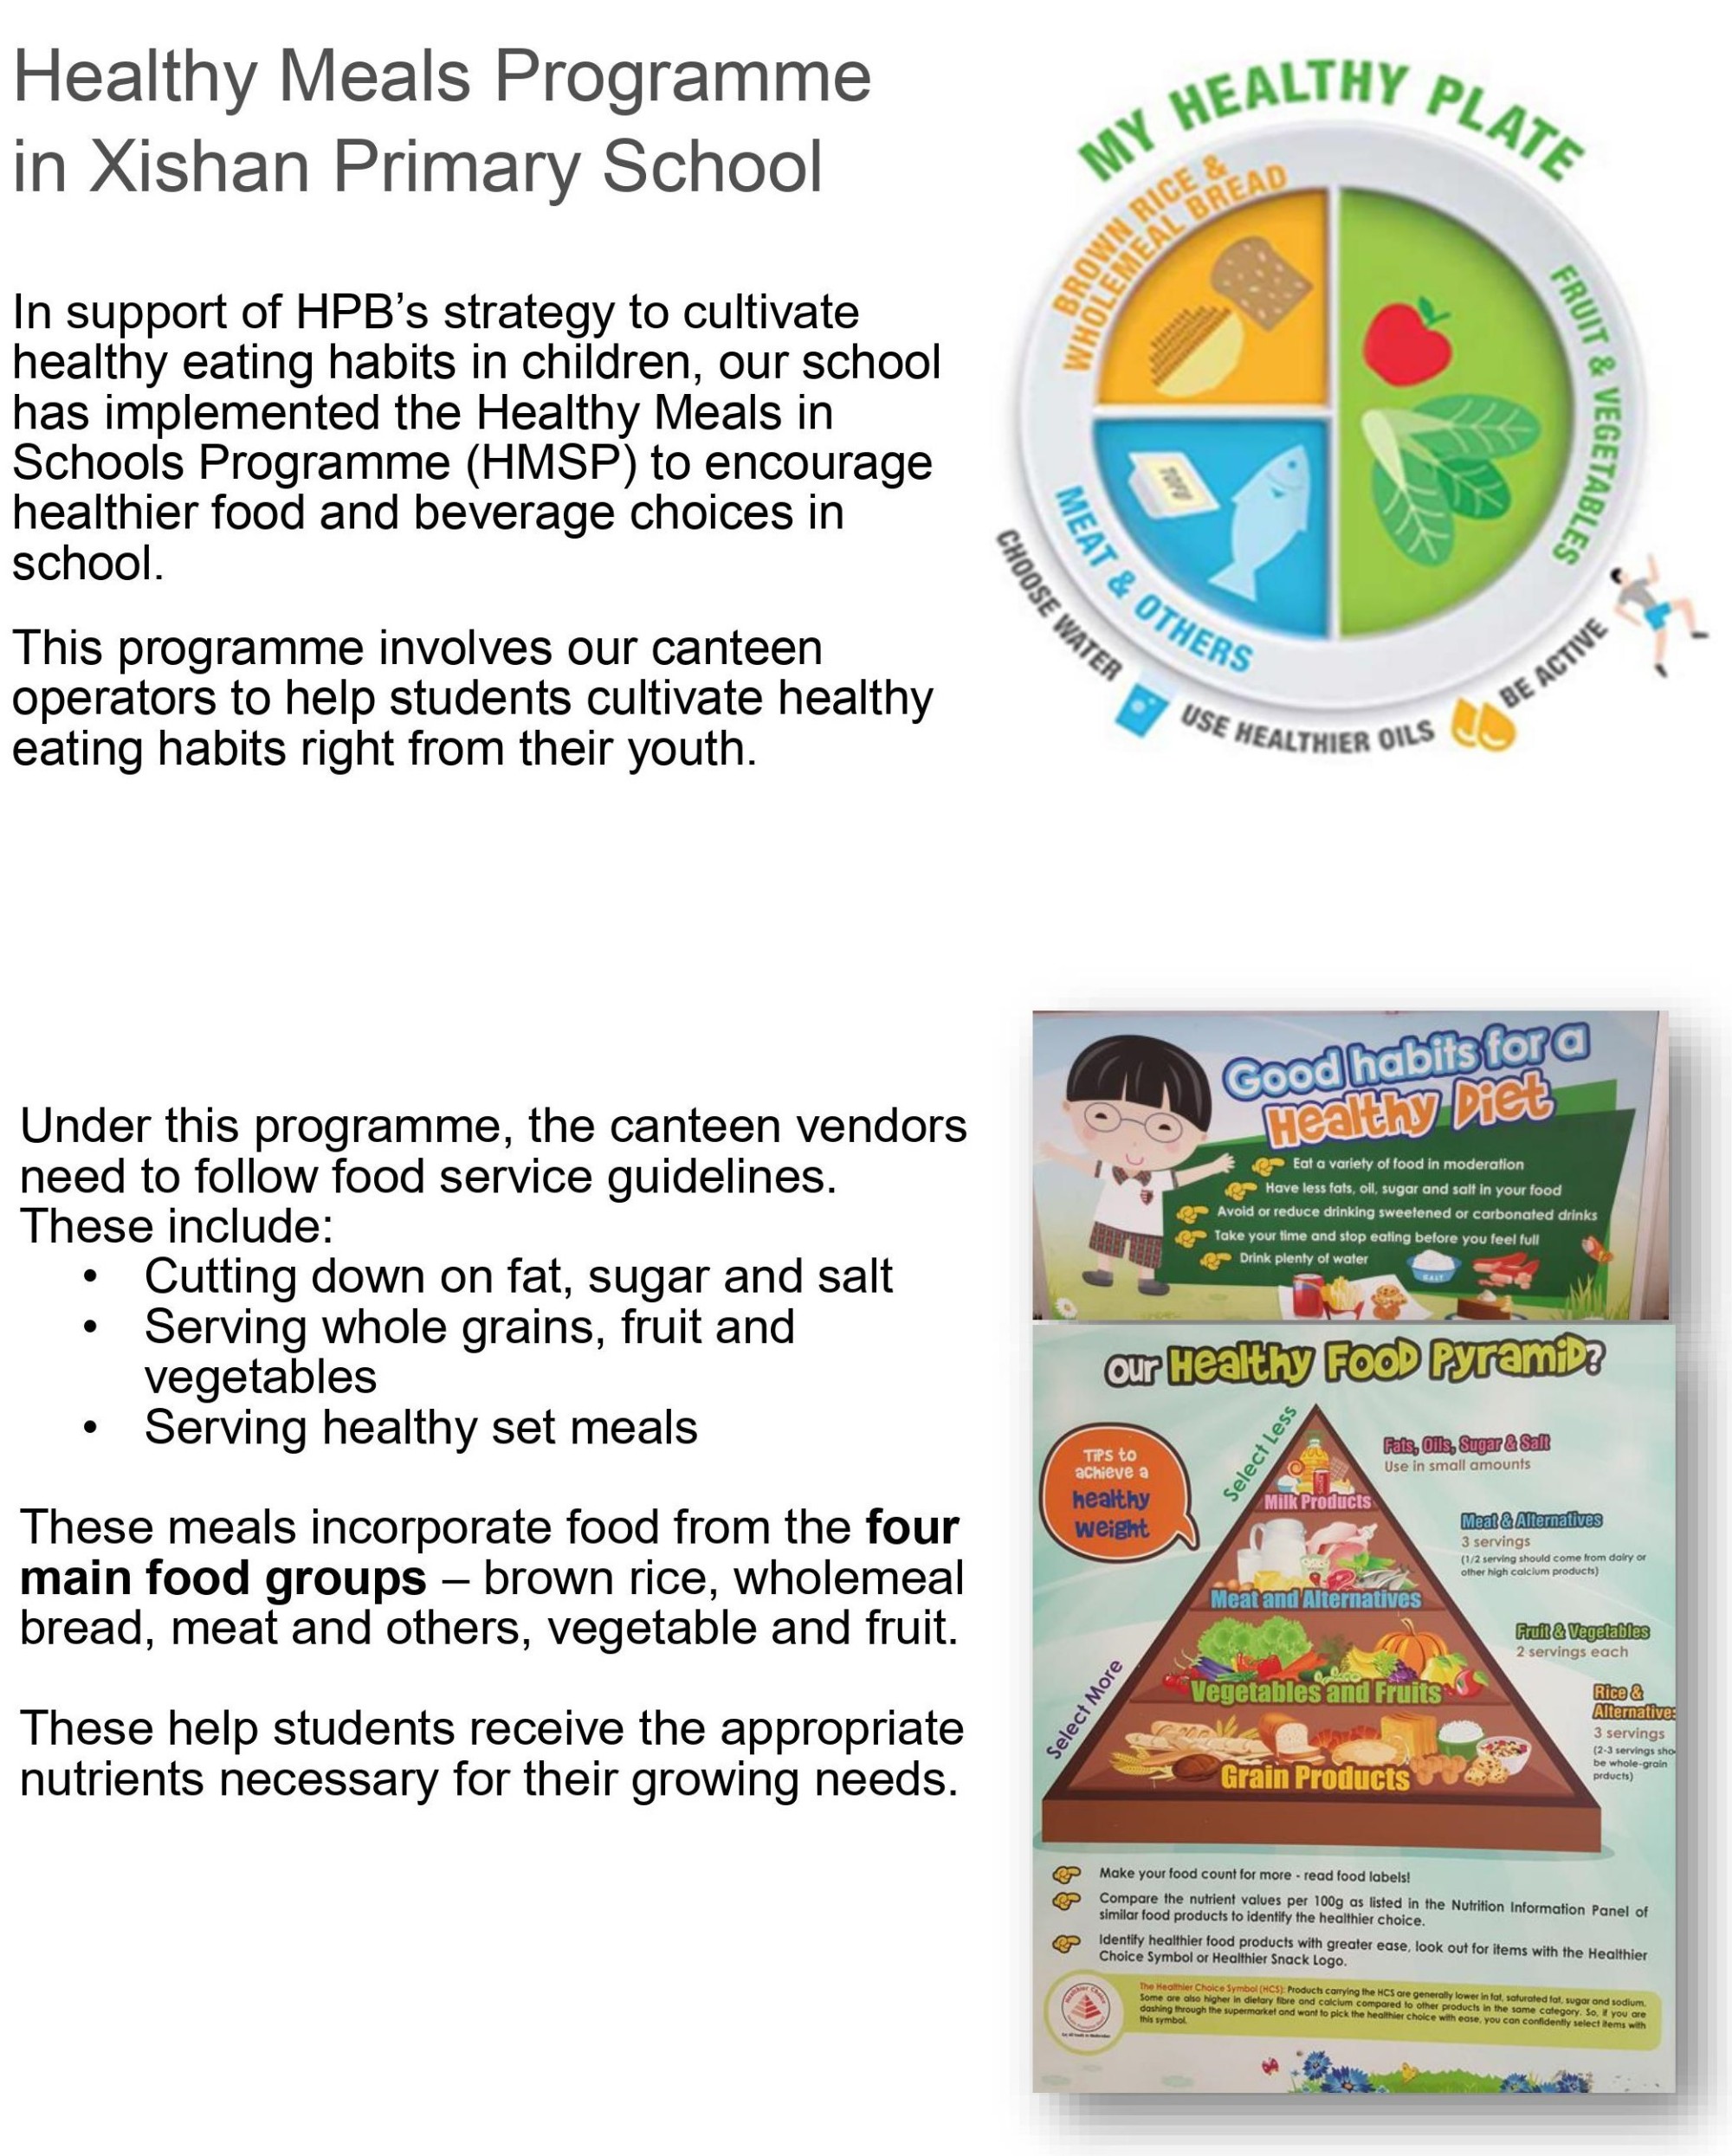 Healthy Meals Programme
in Xishan Primary School
In support of HPB's strategy to cultivate
healthy eating habits in children, our school
has implemented the Healthy Meals in
Schools Programme (HMSP) to encourage
healthier food and beverage choices in
school.
This programme involves our canteen
operators to help students cultivate healthy
eating habits right from their youth.
MY HEALTHY PLATE
BROWN RICE &
WHOLEMEAL BREAD
FRUIT & VEGETABLES
TOFU
MEAT & OTHERS
CHOOSE WATER
USE HEALTHIER OILS
BE ACTIVE
Under this programme, the canteen vendors
need to follow food service guidelines.
These include:
• Cutting down on fat, sugar and salt
• Serving whole grains, fruit and
vegetables
• Serving healthy set meals
These meals incorporate food from the four
main food groups – brown rice, wholemeal
bread, meat and others, vegetable and fruit.
These help students receive the appropriate
nutrients necessary for their growing needs.
Good habits for a
Healthy Diet
Eat a variety of food in moderation
Have less fats, oil, sugar and salt in your food
Avoid or reduce drinking sweetened or carbonated drinks
Take your time and stop eating before you feel full
Drink plenty of water
SALT
Our Healthy Food Pyramid?
Tips to
achieve a
healthy
weight
Select Less
Select More
Fats, Oils, Sugar & Salt
Use in small amounts
Milk Products
Meat & Alternatives
3 servings
(1/2 serving should come from dairy or
other high calcium products)
Meat and Alternatives
Fruit & Vegetables
2 servings each
Vegetables and Fruits
Rice &
Alternatives
3 servings
(2-3 servings sho
be whole-grain
prducts)
Grain Products
Make your food count for more - read food labels!
Compare the nutrient values per 100g as listed in the Nutrition Information Panel of
similar food products to identify the healthier choice.
Identify healthier food products with greater ease, look out for items with the Healthier
Choice Symbol or Healthier Snack Logo.
Healthier Choice
The Healthier Choice Symbol (HCS): Products carrying the HCS are generally lower in fat, saturated fat, sugar and sodium.
Some are also higher in dietary fibre and calcium compared to other products in the same category. So, if you are
dashing through the supermarket and want to pick the healthier choice with ease, you can confidently select items with
this symbol.